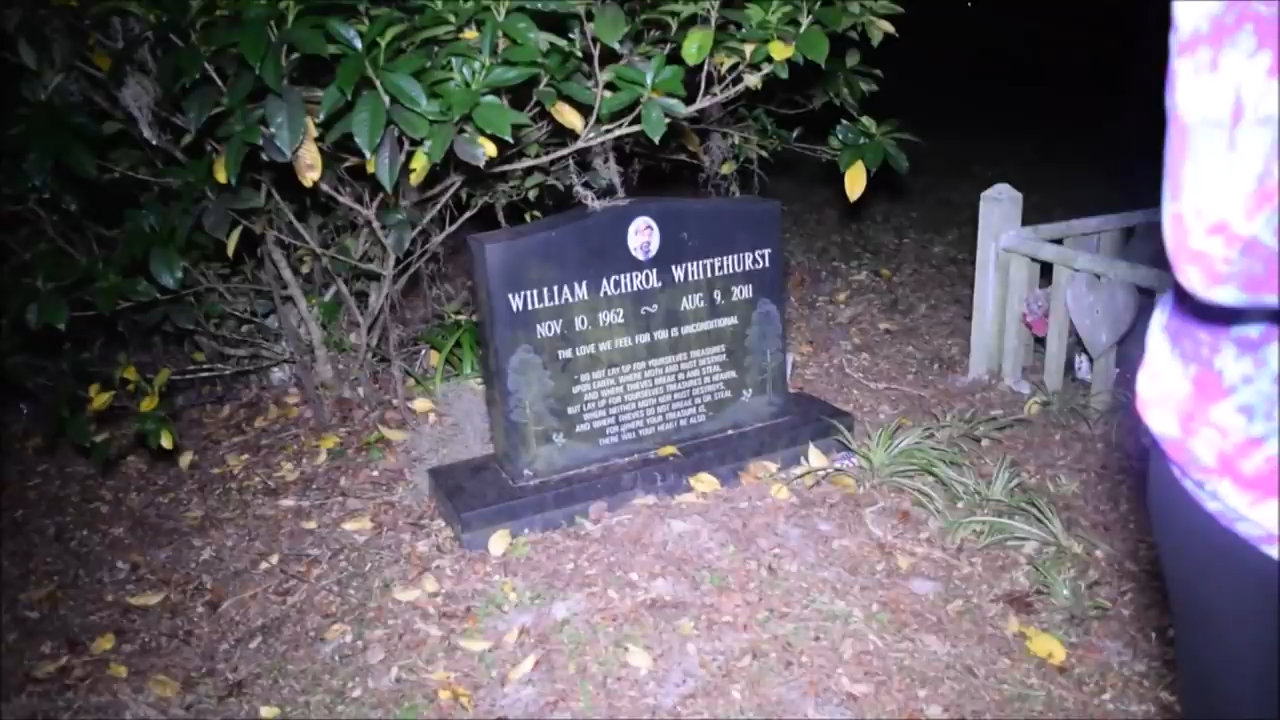 WILLIAM ACHROL WHITEHURST
NOV. 10, 1962 ~ AUG. 9, 2011
THE LOVE WE FEEL FOR YOU IS UNCONDITIONAL
" DO NOT LAY UP FOR YOURSELVES TREASURES
UPON EARTH, WHERE MOTH AND RUST DESTROY,
AND WHERE THIEVES BREAK IN AND STEAL.
BUT LAY UP FOR YOURSELVES TREASURES IN HEAVEN,
WHERE NEITHER MOTH NOR RUST DESTROYS,
AND WHERE THIEVES DO NOT BREAK IN OR STEAL
FOR WHERE YOUR TREASURE IS,
THERE WILL YOUR HEART BE ALSO.